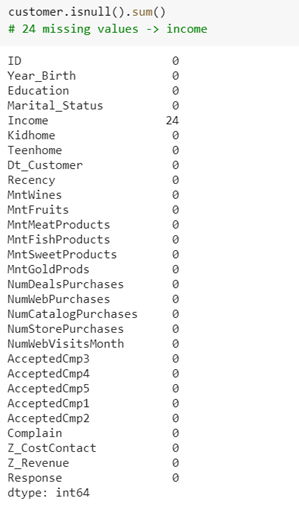 customer.isnull().sum()
# 24 missing values -> income
ID 0
Year_Birth 0
Education 0
Marital_Status 0
Income 24
Kidhome 0
Teenhome 0
Dt_Customer 0
Recency 0
MntWines 0
MntFruits 0
MntMeatProducts 0
MntFishProducts 0
MntSweetProducts 0
MntGoldProds 0
NumDealsPurchases 0
NumWebPurchases 0
NumCatalogPurchases 0
NumStorePurchases 0
NumWebVisitsMonth 0
AcceptedCmp3 0
AcceptedCmp4 0
AcceptedCmp5 0
AcceptedCmp1 0
AcceptedCmp2 0
Complain 0
Z_CostContact 0
Z_Revenue 0
Response 0
dtype: int64